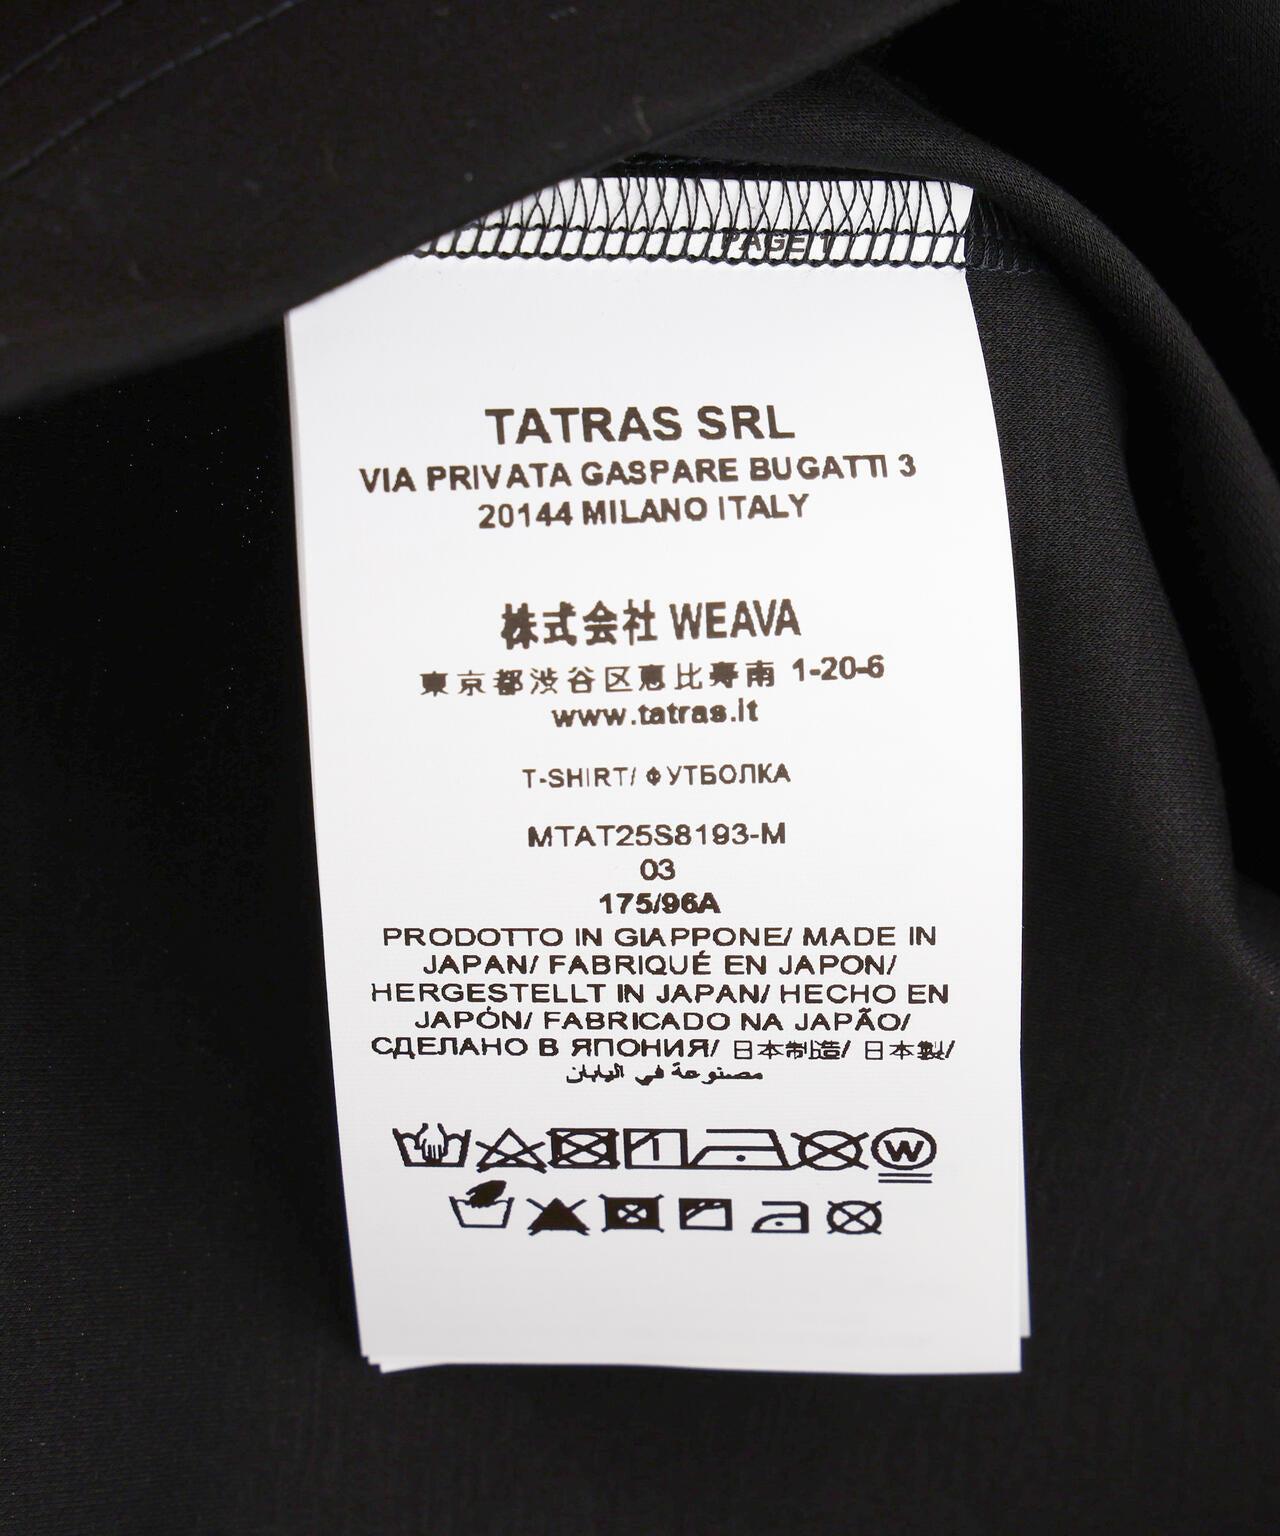 PAGE 1
TATRAS SRL
VIA PRIVATA GASPARE BUGATTI 3
20144 MILANO ITALY
株式会社 WEAVA
東京都渋谷区恵比寿南 1-20-6
www.tatras.it
T-SHIRT/ ФУТБОЛКА
MTAT25S8193-M
03
175/96A
PRODOTTO IN GIAPPONE/ MADE IN
JAPAN/ FABRIQUÉ EN JAPON/
HERGESTELLT IN JAPAN/ HECHO EN
JAPÓN/ FABRICADO NA JAPÃO/
СДЕЛАНО В ЯПОНИЯ/ 日本制造/ 日本製/
مصنوعة في اليابان
W